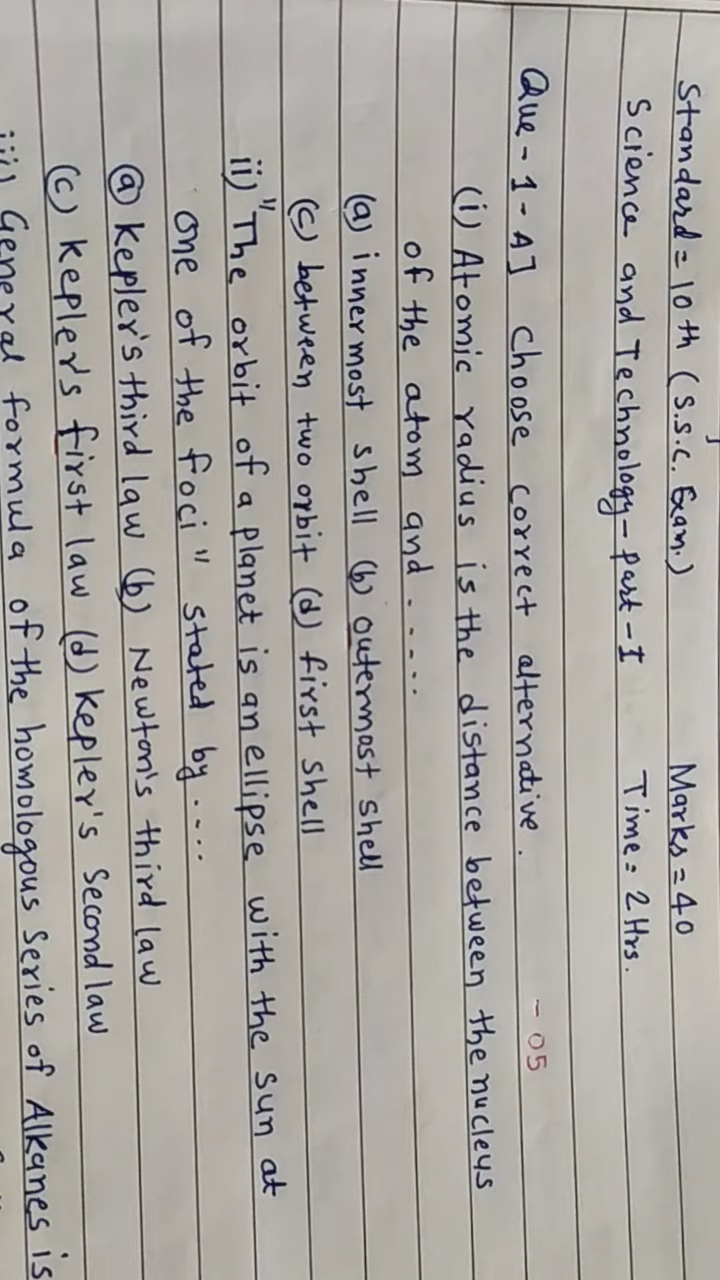 Standard = 10 th (S.S.C. Exam.) Marks = 40
Science and Technology - Part - I Time = 2 Hrs.
Que - 1 - A] Choose correct alternative. - 05
(i) Atomic radius is the distance between the nucleus
of the atom and .....
(a) innermost shell (b) outermost shell
(c) between two orbit (d) first shell
ii) "The orbit of a planet is an ellipse with the sun at
one of the foci" stated by ....
(a) Kepler's third law (b) Newton's third law
(c) Kepler's first law (d) Kepler's Second law
iii) General formula of the homologous Series of Alkanes is